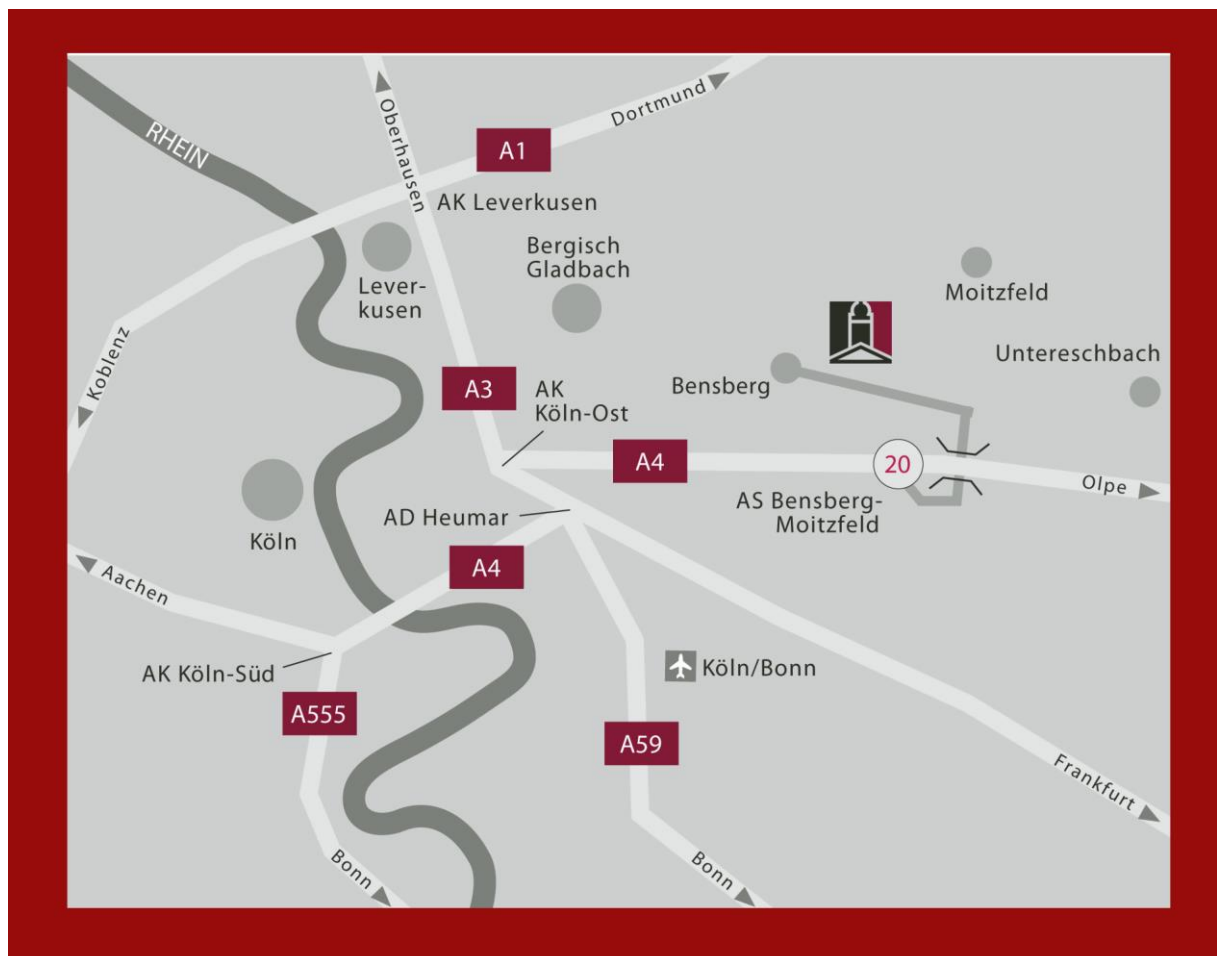 Oberhausen
Dortmund
RHEIN
A1
AK Leverkusen
Bergisch
Gladbach
Lever-
kusen
Moitzfeld
Koblenz
Untereschbach
Bensberg
A3
AK
Köln-Ost
A4
20
Olpe
AS Bensberg-
Moitzfeld
AD Heumar
Köln
A4
Aachen
AK Köln-Süd
Köln/Bonn
A555
A59
Frankfurt
Bonn
Bonn